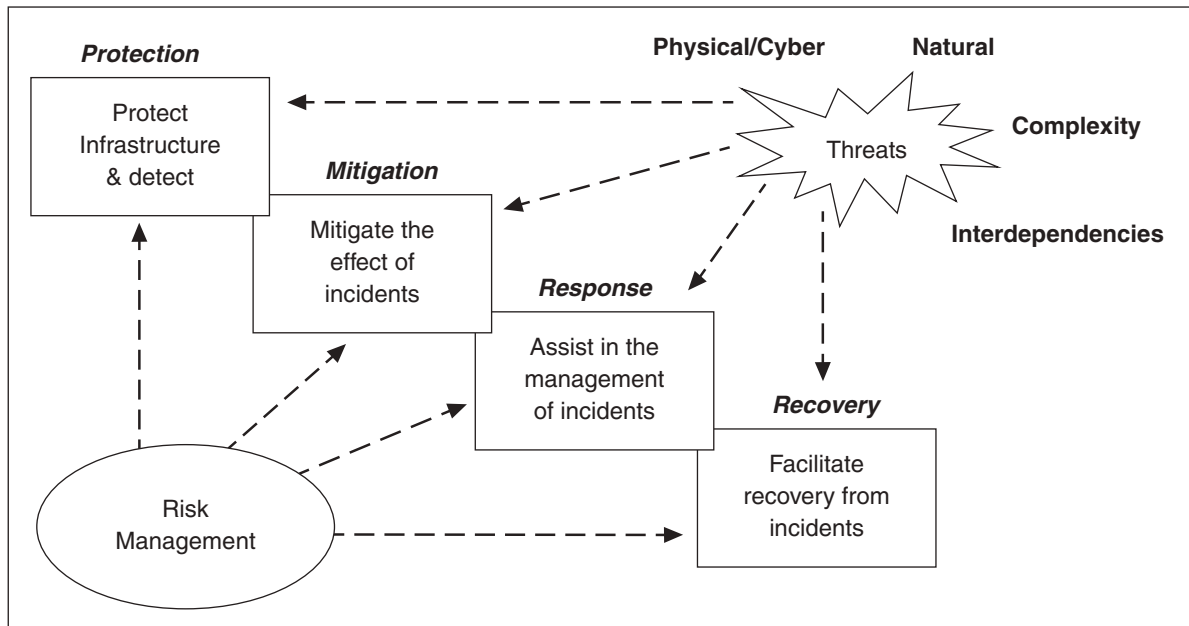 Physical/Cyber
Natural
Protection
Protect
Infrastructure
& detect
Complexity
Threats
Mitigation
Mitigate the
effect of
incidents
Interdependencies
Response
Assist in the
management
of incidents
Recovery
Facilitate
recovery from
incidents
Risk
Management